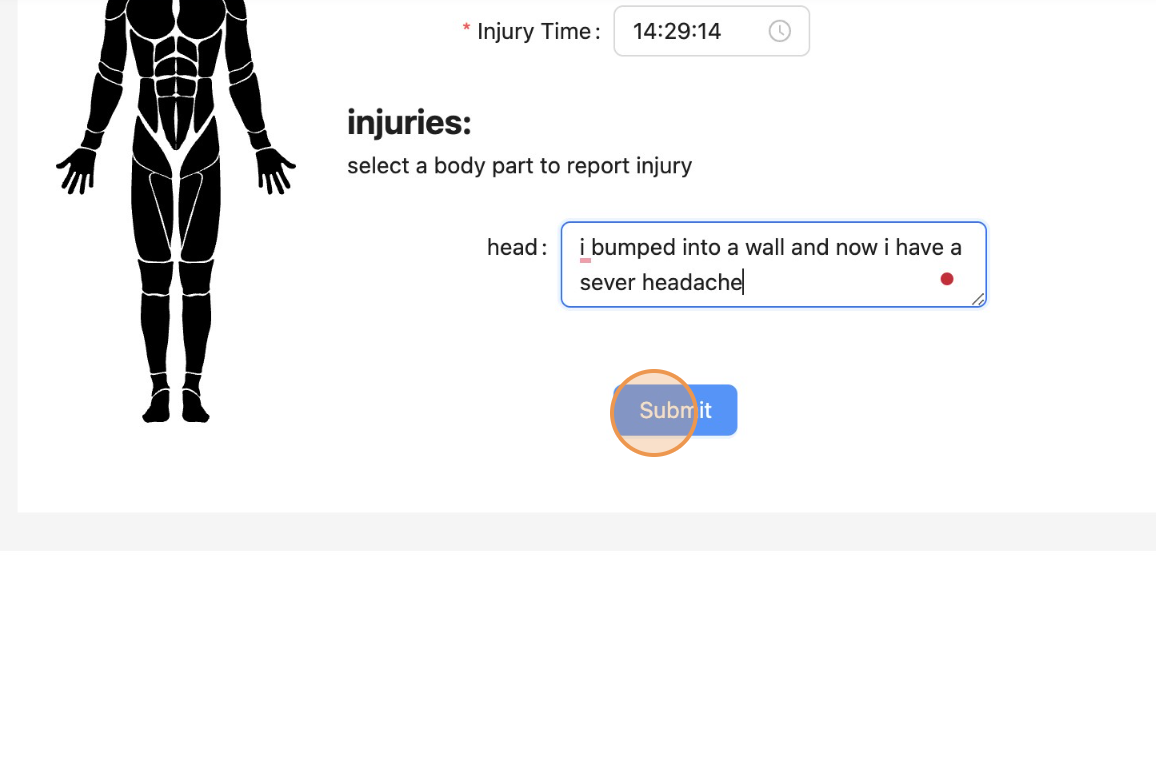 * Injury Time : 14:29:14
injuries:
select a body part to report injury
head : i bumped into a wall and now i have a
sever headache
Submit